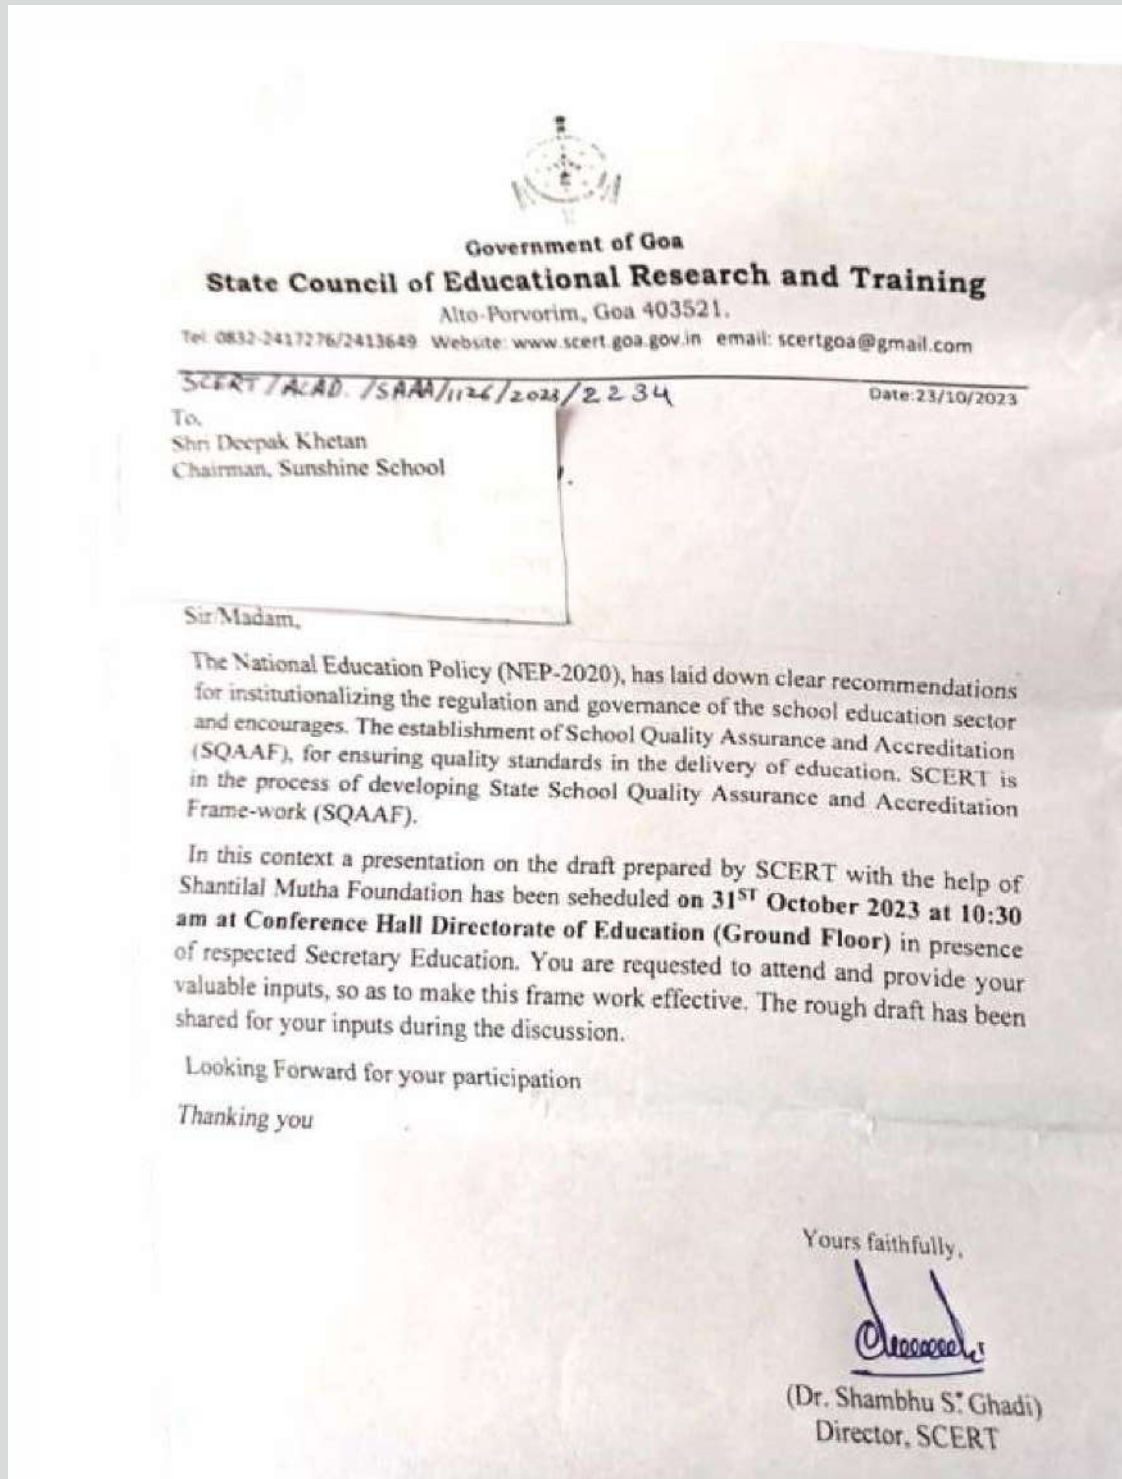 Government of Goa
State Council of Educational Research and Training
Alto-Porvorim, Goa 403521.
Tel. 0832-2417276/2413649 Website: www.scert.goa.gov.in email: scertgoa@gmail.com
SCERT/ACAD./SAAA/1126/2023/2234
Date:23/10/2023
To,
Shri Deepak Khetan
Chairman, Sunshine School
Sir/Madam,
The National Education Policy (NEP-2020), has laid down clear recommendations
for institutionalizing the regulation and governance of the school education sector
and encourages. The establishment of School Quality Assurance and Accreditation
(SQAAF), for ensuring quality standards in the delivery of education. SCERT is
in the process of developing State School Quality Assurance and Accreditation
Frame-work (SQAAF).
In this context a presentation on the draft prepared by SCERT with the help of
Shantilal Mutha Foundation has been seheduled on 31ST October 2023 at 10:30
am at Conference Hall Directorate of Education (Ground Floor) in presence
of respected Secretary Education. You are requested to attend and provide your
valuable inputs, so as to make this frame work effective. The rough draft has been
shared for your inputs during the discussion.
Looking Forward for your participation
Thanking you
Yours faithfully,
(Dr. Shambhu S. Ghadi)
Director, SCERT